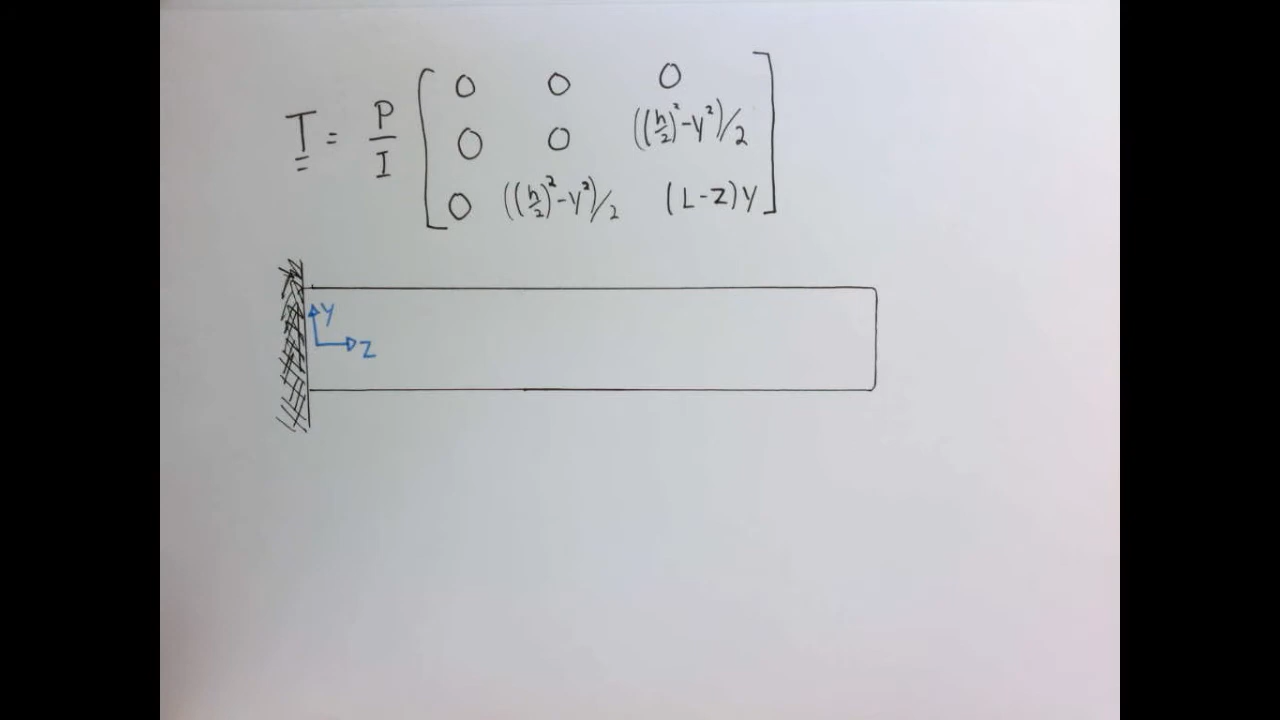 0 0 0
T = P/I [ 0 0 ((h/2)²-y²)/2 ]
0 ((h/2)²-y²)/2 (L-Z)y
Y
Z